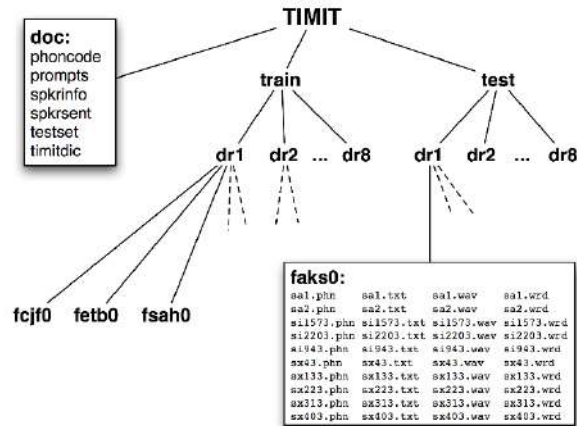 TIMIT
doc:
phoncode
prompts
spkrinfo
spkrsent
testset
timitdic
train test
dr1 dr2 ... dr8 dr1 dr2 ... dr8
fcjf0 fetb0 fsah0
faks0:
sa1.phn sa1.txt sa1.wav sa1.wrd
sa2.phn sa2.txt sa2.wav sa2.wrd
si1573.phn si1573.txt si1573.wav si1573.wrd
si2203.phn si2203.txt si2203.wav si2203.wrd
si943.phn si943.txt si943.wav si943.wrd
sx43.phn sx43.txt sx43.wav sx43.wrd
sx133.phn sx133.txt sx133.wav sx133.wrd
sx223.phn sx223.txt sx223.wav sx223.wrd
sx313.phn sx313.txt sx313.wav sx313.wrd
sx403.phn sx403.txt sx403.wav sx403.wrd